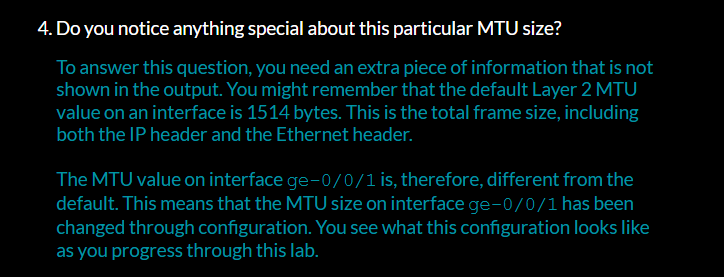 4. Do you notice anything special about this particular MTU size?
To answer this question, you need an extra piece of information that is not
shown in the output. You might remember that the default Layer 2 MTU
value on an interface is 1514 bytes. This is the total frame size, including
both the IP header and the Ethernet header.
The MTU value on interface ge-0/0/1 is, therefore, different from the
default. This means that the MTU size on interface ge-0/0/1 has been
changed through configuration. You see what this configuration looks like
as you progress through this lab.